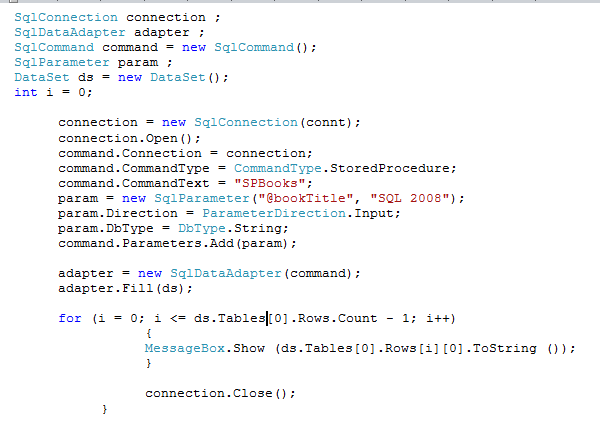 SqlConnection connection ;
SqlDataAdapter adapter ;
SqlCommand command = new SqlCommand();
SqlParameter param ;
DataSet ds = new DataSet();
int i = 0;
connection = new SqlConnection(connt);
connection.Open();
command.Connection = connection;
command.CommandType = CommandType.StoredProcedure;
command.CommandText = "SPBooks";
param = new SqlParameter("@bookTitle", "SQL 2008");
param.Direction = ParameterDirection.Input;
param.DbType = DbType.String;
command.Parameters.Add(param);
adapter = new SqlDataAdapter(command);
adapter.Fill(ds);
for (i = 0; i <= ds.Tables[0].Rows.Count - 1; i++)
{
MessageBox.Show (ds.Tables[0].Rows[i][0].ToString ());
}
connection.Close();
}